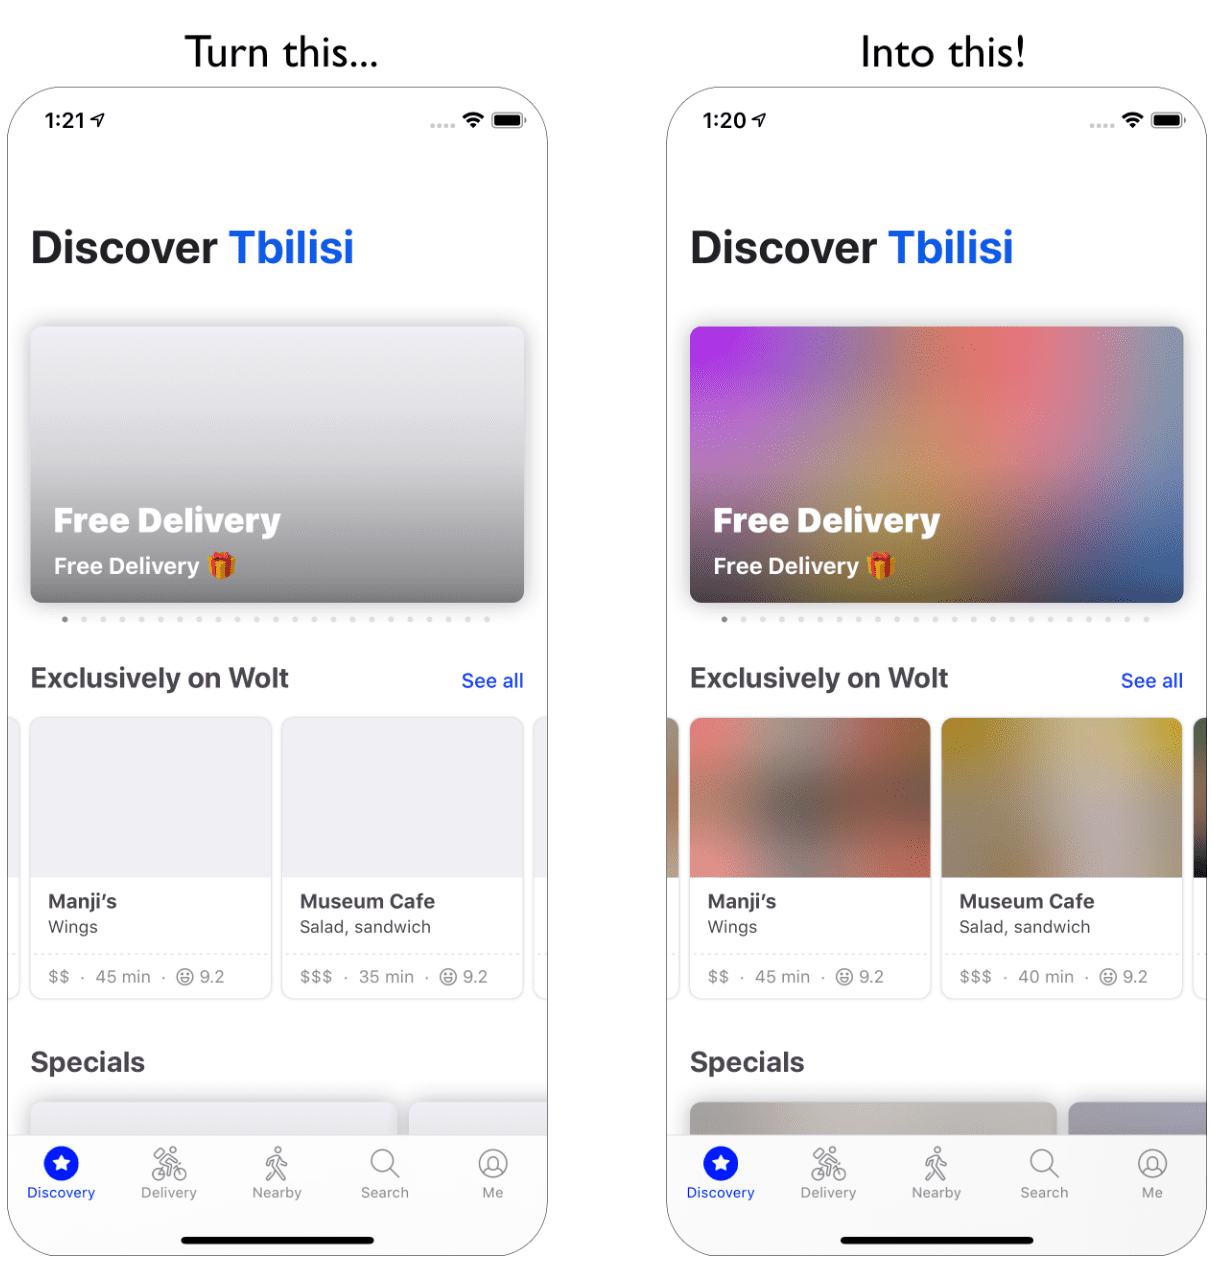 Turn this...
Into this!
1:21
Discover Tbilisi
Free Delivery
Free Delivery 🎁
Exclusively on Wolt See all
Manji's
Wings
$$ · 45 min · 9.2
Museum Cafe
Salad, sandwich
$$$ · 35 min · 9.2
Specials
Discovery
Delivery
Nearby
Search
Me
1:20
Discover Tbilisi
Free Delivery
Free Delivery 🎁
Exclusively on Wolt See all
Manji's
Wings
$$ · 45 min · 9.2
Museum Cafe
Salad, sandwich
$$$ · 40 min · 9.2
Specials
Discovery
Delivery
Nearby
Search
Me